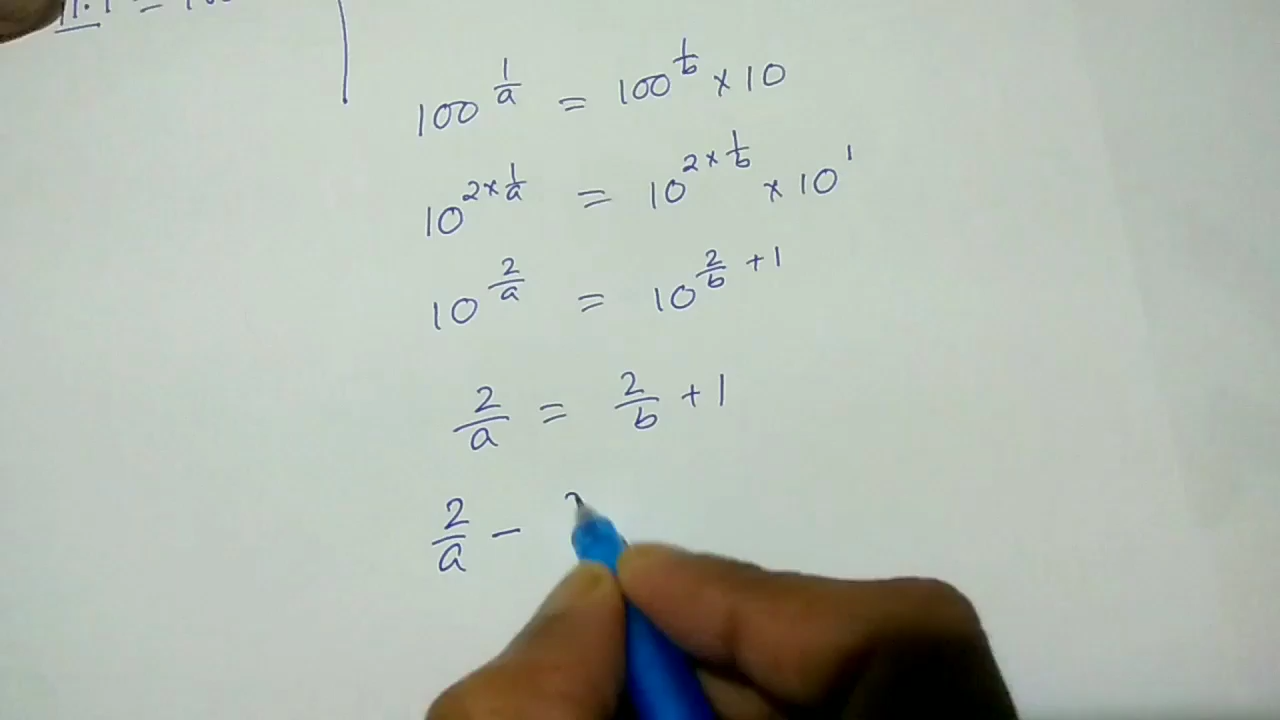 100^(1/a) = 100^(1/b) × 10
10^(2×1/a) = 10^(2×1/b) × 10^1
10^(2/a) = 10^(2/b + 1)
2/a = 2/b + 1
2/a −